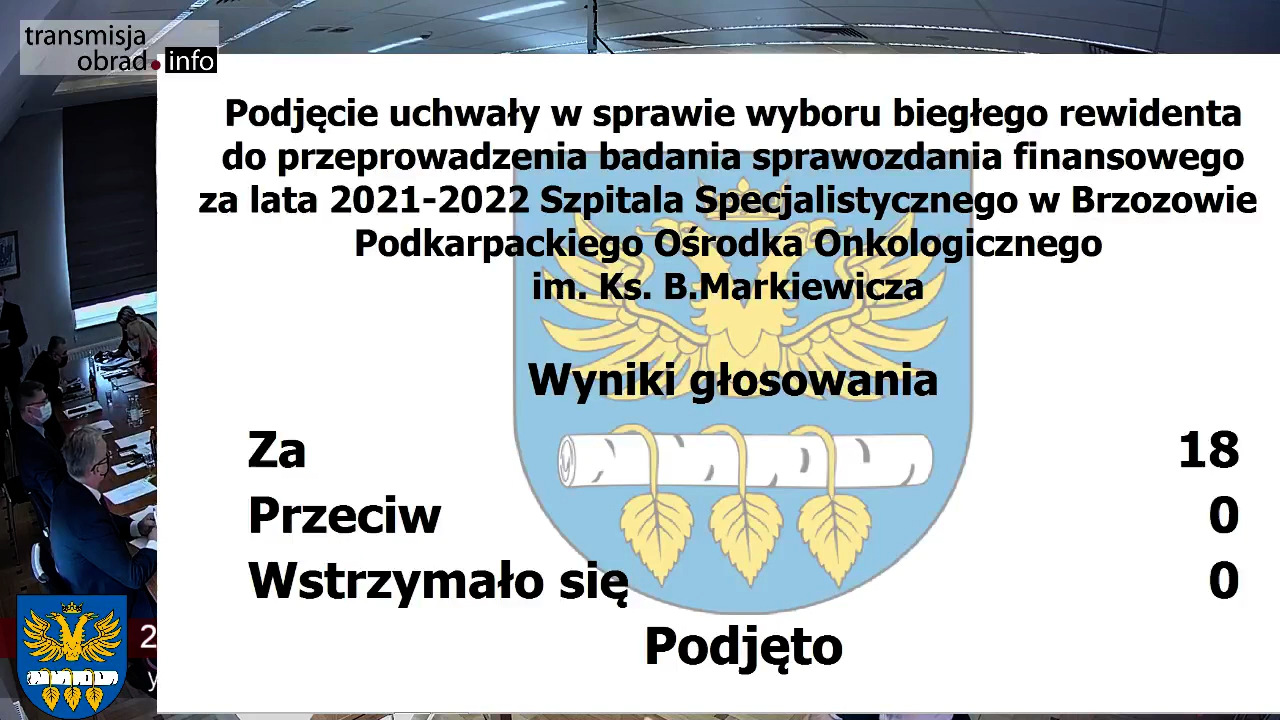 transmisja
obrad.info
Podjęcie uchwały w sprawie wyboru biegłego rewidenta
do przeprowadzenia badania sprawozdania finansowego
za lata 2021-2022 Szpitala Specjalistycznego w Brzozowie
Podkarpackiego Ośrodka Onkologicznego
im. Ks. B.Markiewicza
Wyniki głosowania
Za 18
Przeciw 0
Wstrzymało się 0
Podjęto
2
y